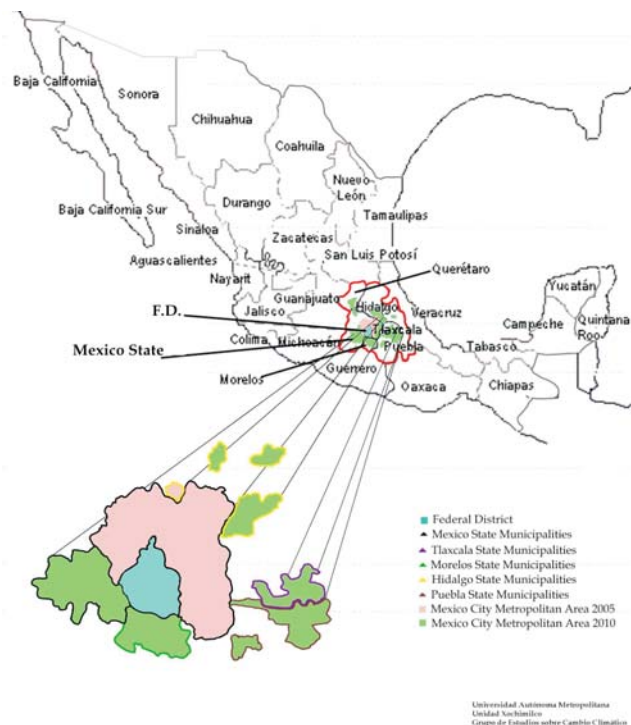 Baja California
Sonora
Chihuahua
Coahuila
Nuevo
León
Baja California Sur
Durango
Tamaulipas
Sinaloa
Zacatecas
San Luis Potosí
Aguascalientes
Nayarit
Querétaro
Guanajuato
Hidalgo
Yucatán
F.D.
Jalisco
Veracruz
Tlaxcala
Campeche
Quintana
Roo
Colima
Michoacán
Puebla
Tabasco
Mexico State
Morelos
Guerrero
Oaxaca
Chiapas
Federal District
Mexico State Municipalities
Tlaxcala State Municipalities
Morelos State Municipalities
Hidalgo State Municipalities
Puebla State Municipalities
Mexico City Metropolitan Area 2005
Mexico City Metropolitan Area 2010
Universidad Autónoma Metropolitana
Unidad Xochimilco
Grupo de Estudios sobre Cambio Climático